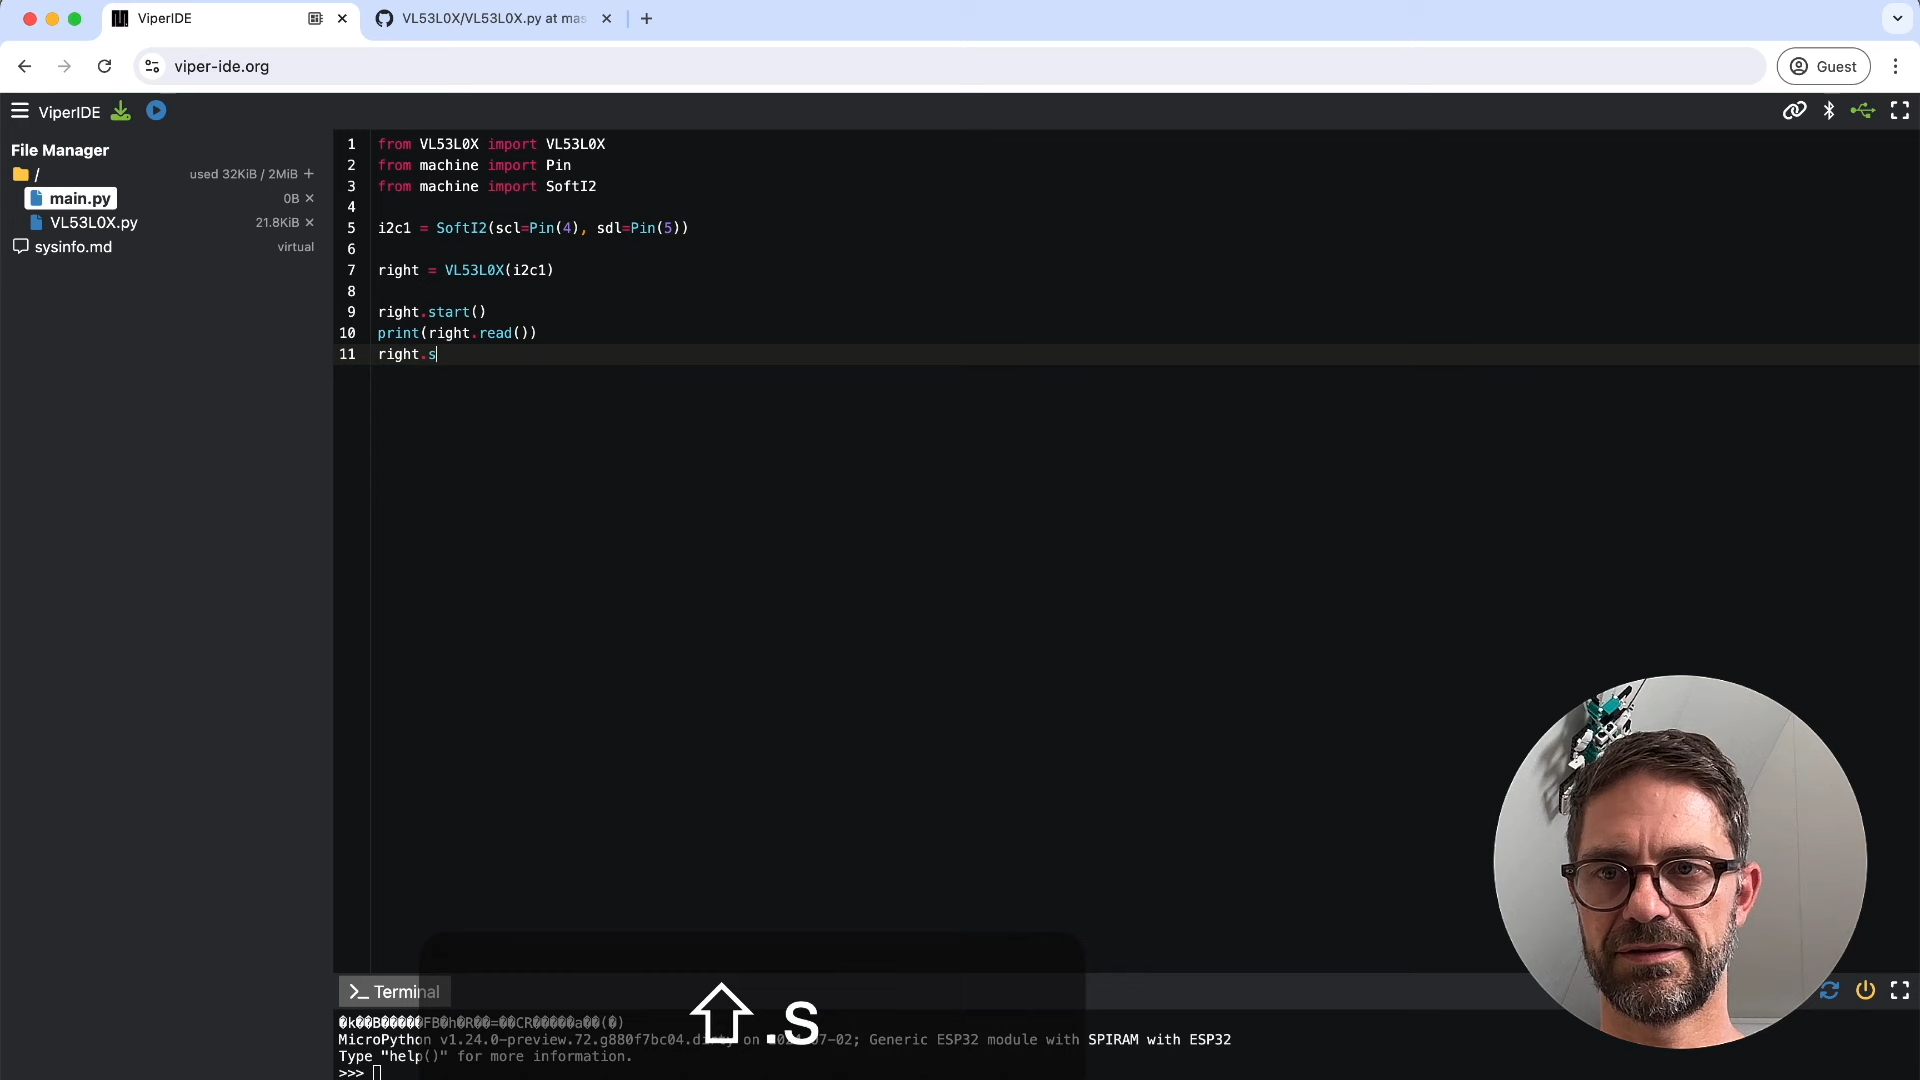 ViperIDE
VL53L0X/VL53L0X.py at mas
viper-ide.org
Guest
ViperIDE
File Manager
/
used 32KiB / 2MiB
main.py
0B
VL53L0X.py
21.8KiB
sysinfo.md
virtual
1 from VL53L0X import VL53L0X
2 from machine import Pin
3 from machine import SoftI2
4
5 i2c1 = SoftI2(scl=Pin(4), sdl=Pin(5))
6
7 right = VL53L0X(i2c1)
8
9 right.start()
10 print(right.read())
11 right.s
>_ Terminal
.S
MicroPython v1.24.0-preview.72.g880f7bc04.dirty on 07-02; Generic ESP32 module with SPIRAM with ESP32
Type "help()" for more information.
>>>